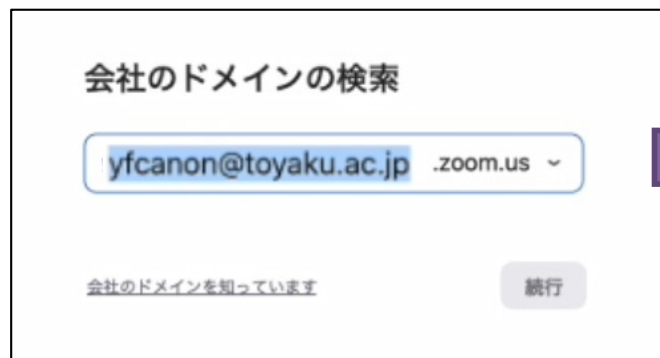 会社のドメインの検索
yfcanon@toyaku.ac.jp .zoom.us
会社のドメインを知っています 続行